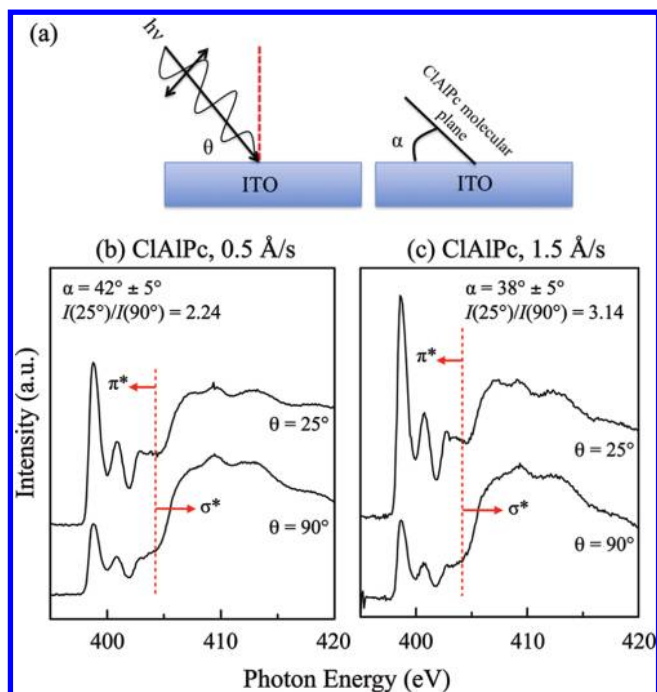 (a)
hν
θ
ITO
α
ClAlPc molecular
plane
ITO
(b) ClAlPc, 0.5 Å/s
(c) ClAlPc, 1.5 Å/s
α = 42° ± 5°
I(25°)/I(90°) = 2.24
π*
θ = 25°
σ*
θ = 90°
α = 38° ± 5°
I(25°)/I(90°) = 3.14
π*
θ = 25°
σ*
θ = 90°
Intensity (a.u.)
400
410
420
400
410
420
Photon Energy (eV)